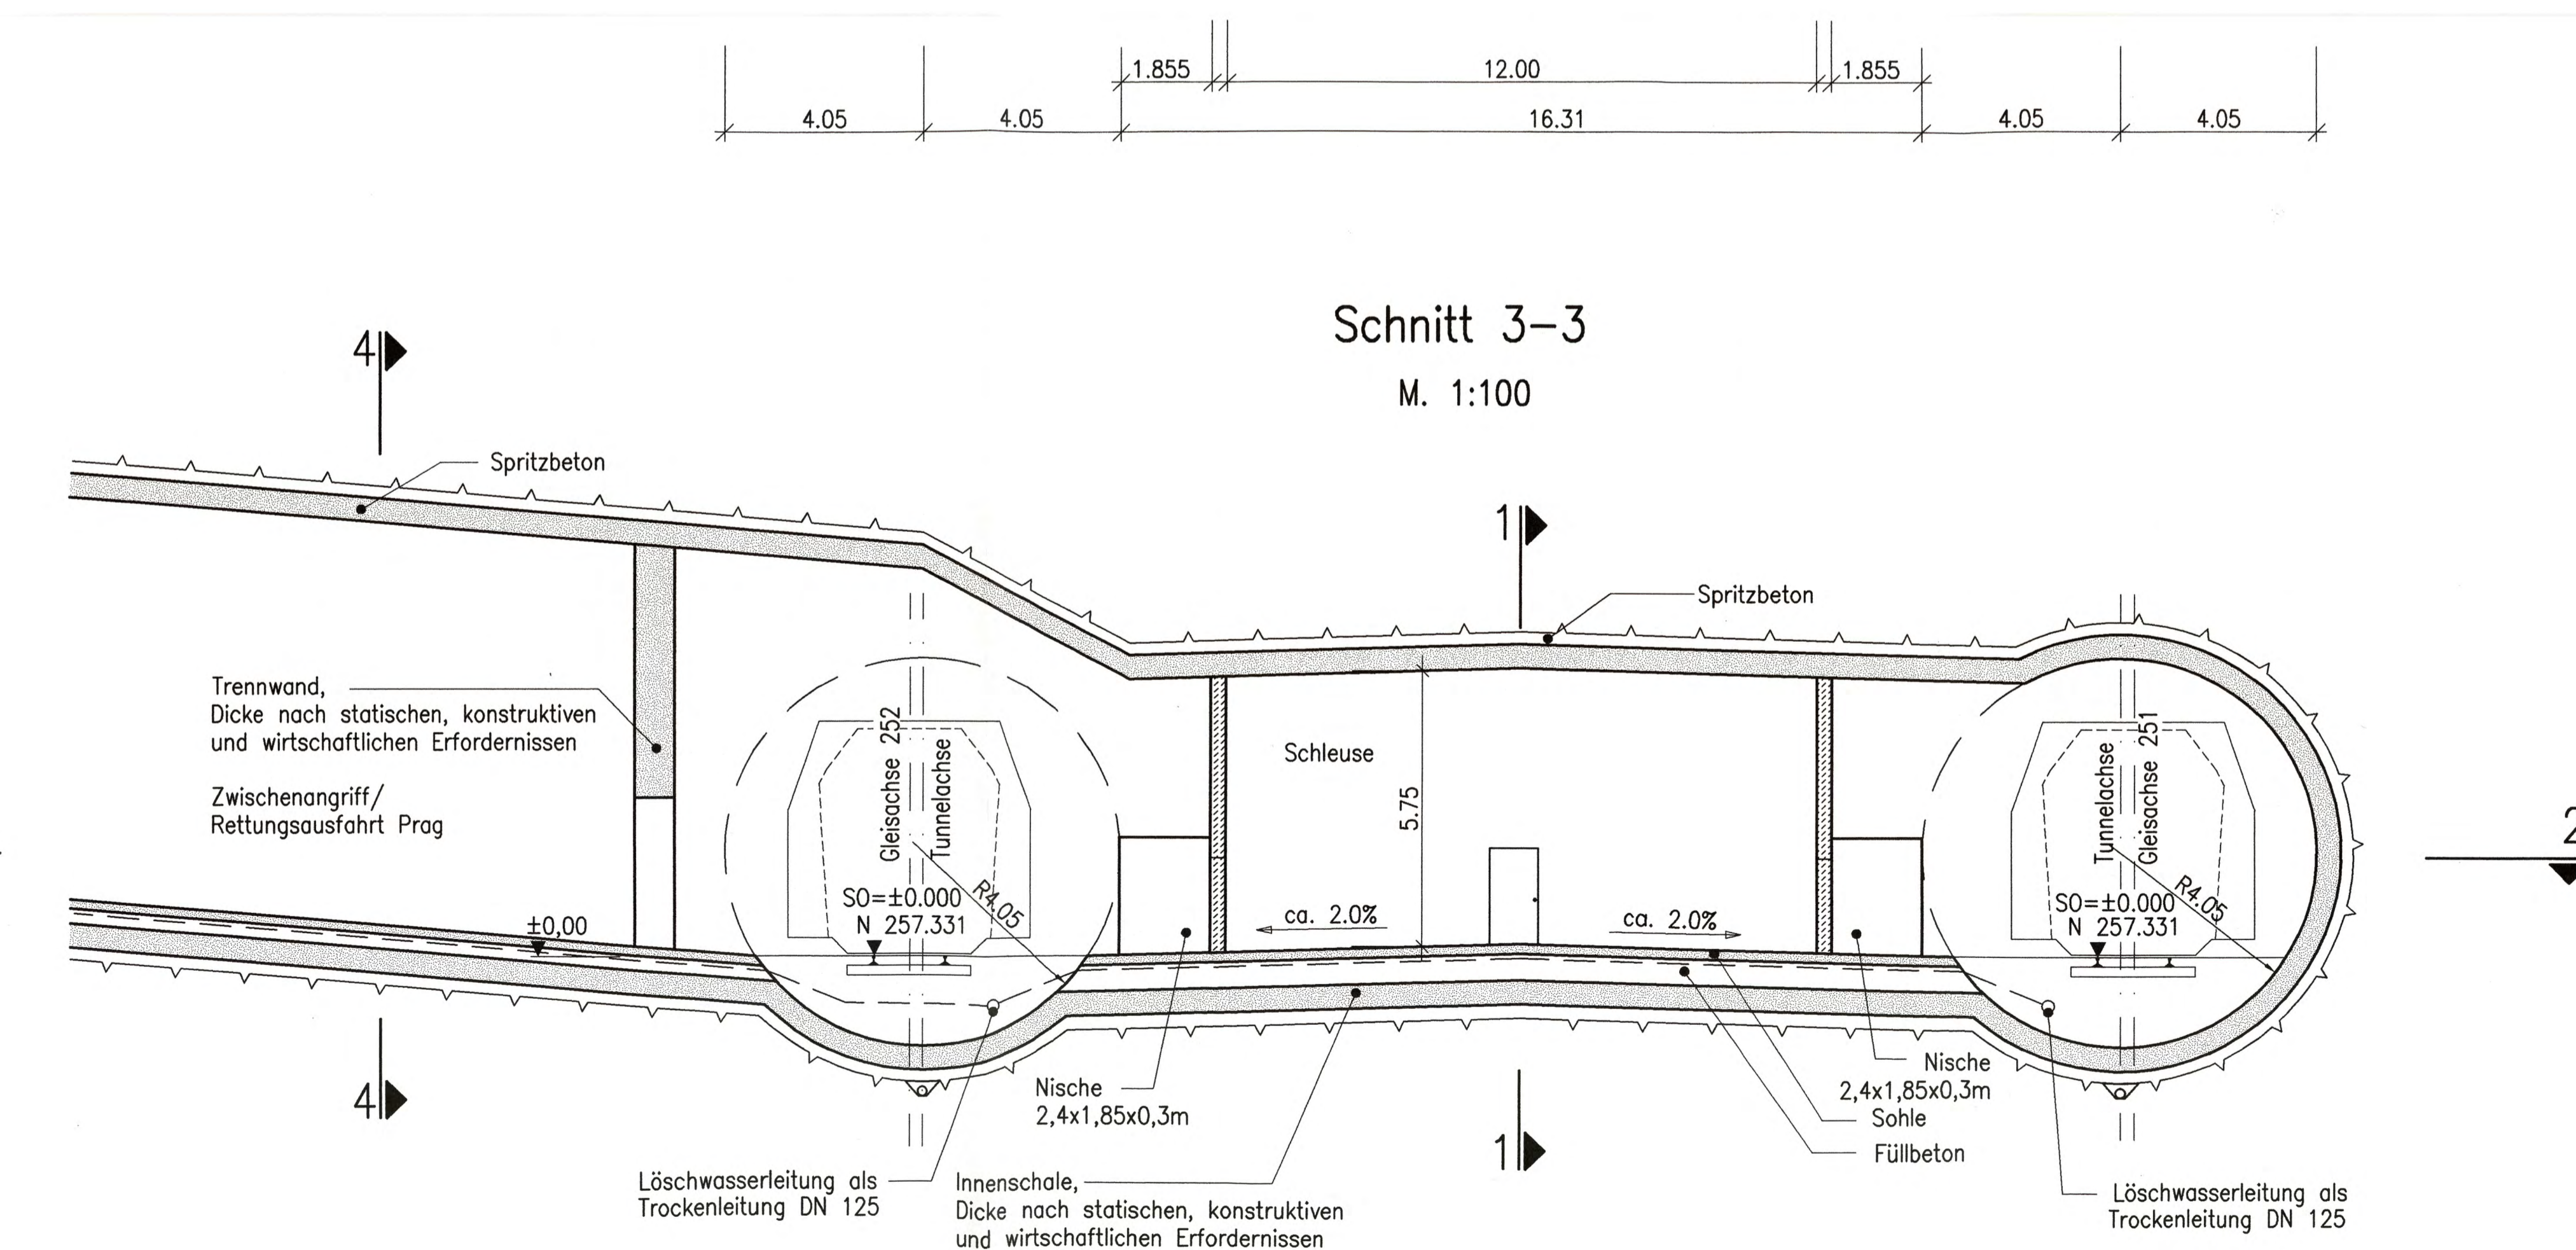 1.855
12.00
1.855
4.05
4.05
16.31
4.05
4.05
Schnitt 3-3
M. 1:100
4
Spritzbeton
1
Spritzbeton
Trennwand,
Dicke nach statischen, konstruktiven
und wirtschaftlichen Erfordernissen
Zwischenangriff/
Rettungsausfahrt Prag
Gleisachse 252
Tunnelachse
Schleuse
5.75
Tunnelachse
Gleisachse 251
2
R4.05
SO=±0.000
N 257.331
±0,00
ca. 2.0%
ca. 2.0%
R4.05
SO=±0.000
N 257.331
4
Nische
2,4x1,85x0,3m
Nische
2,4x1,85x0,3m
Sohle
Füllbeton
1
Löschwasserleitung als
Trockenleitung DN 125
Innenschale,
Dicke nach statischen, konstruktiven
und wirtschaftlichen Erfordernissen
Löschwasserleitung als
Trockenleitung DN 125